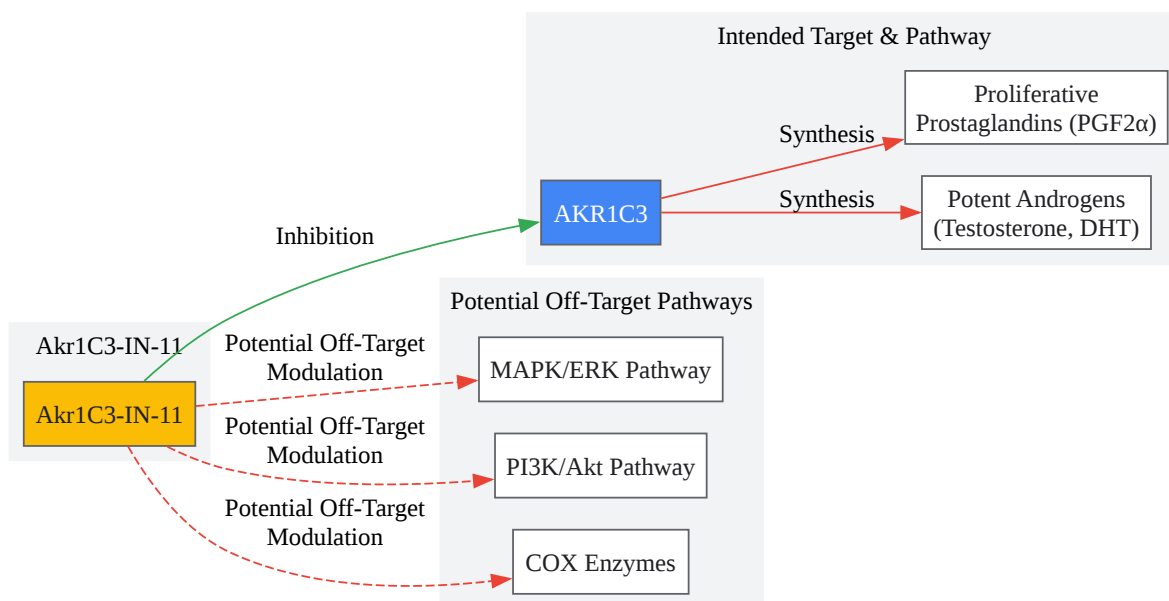 Intended Target & Pathway
Proliferative
Prostaglandins (PGF2α)
Synthesis
AKR1C3
Synthesis
Potent Androgens
(Testosterone, DHT)
Inhibition
Potential Off-Target Pathways
Akr1C3-IN-11
Akr1C3-IN-11
Potential Off-Target
Modulation
MAPK/ERK Pathway
Potential Off-Target
Modulation
PI3K/Akt Pathway
Potential Off-Target
Modulation
COX Enzymes